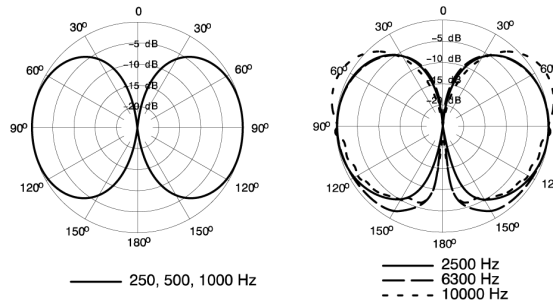 0
30° 30°
-5 dB
60° -10 dB 60°
-15 dB
-20 dB
90° 90°
120° 120°
150° 150°
180°
250, 500, 1000 Hz
0
30° 30°
-5 dB
60° -10 dB 60°
-15 dB
-20 dB
90°
120° 12
150° 150°
180°
2500 Hz
6300 Hz
10000 Hz